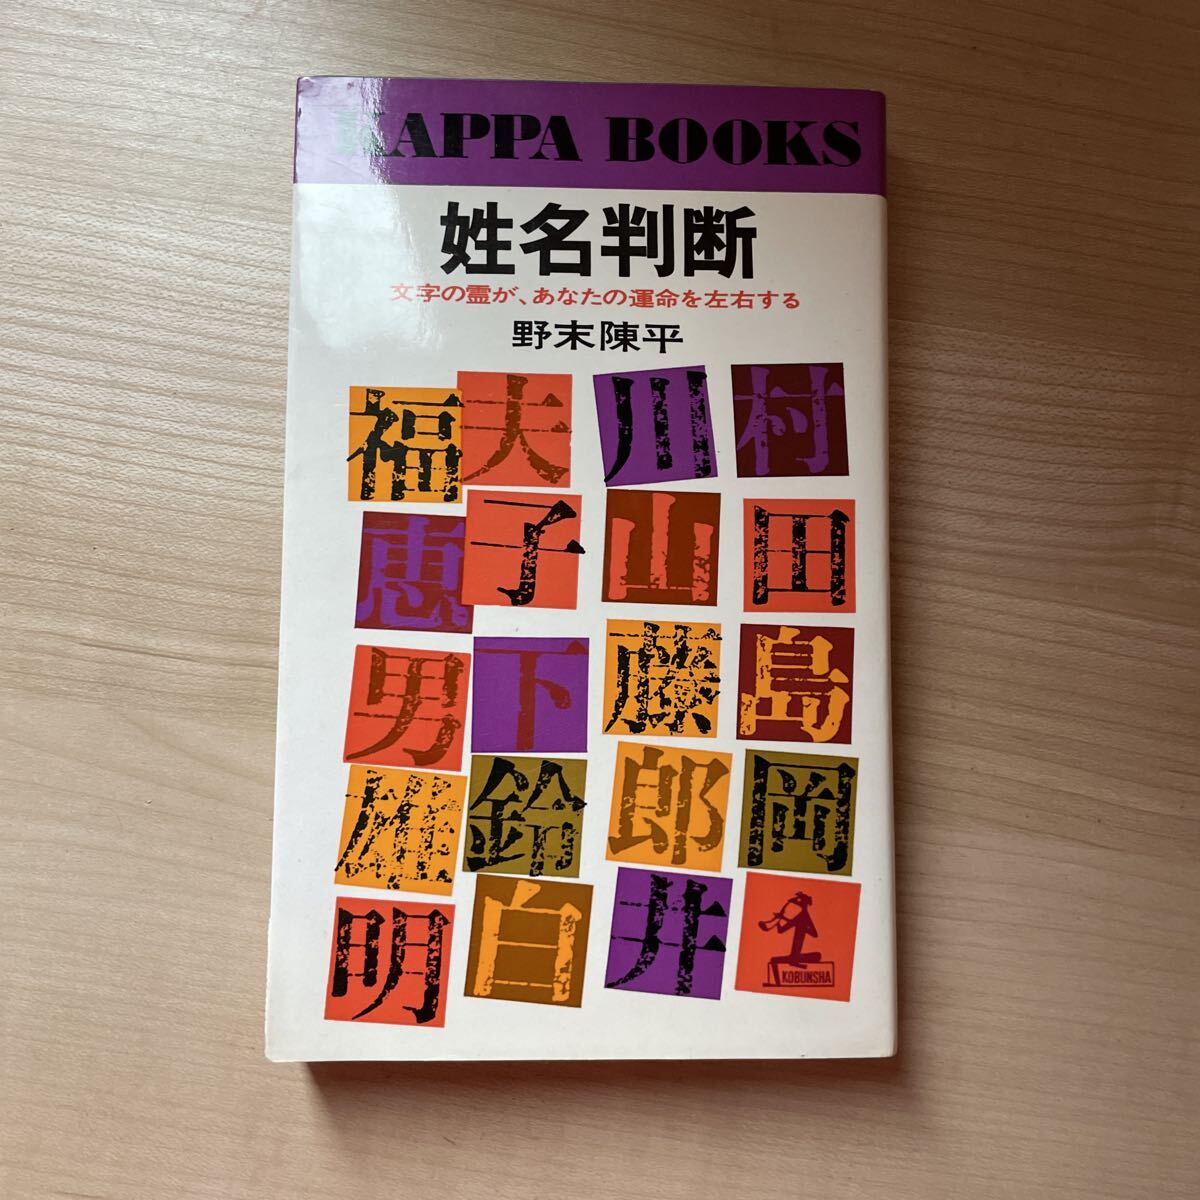 KAPPA BOOKS
姓名判断
文字の霊が、あなたの運命を左右する
野末陳平
福夫川村
恵子山田
男下藤島
雄鈴郎岡
明白井
KOBUNSHA